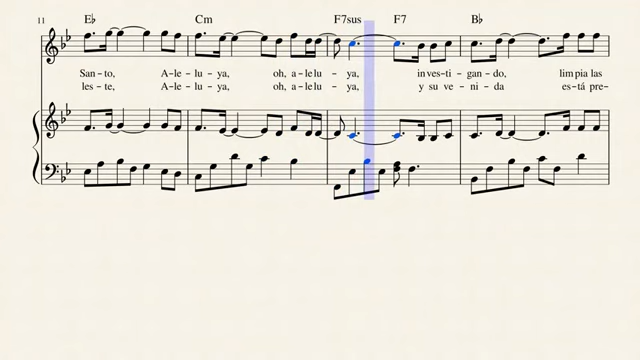 11 E♭ Cm F7sus F7 B♭
San - to, A - le - lu - ya, oh, a - le lu - ya, in ves - ti - gan - do, lim pia las
les - te, A - le - lu - ya, oh, a - le lu - ya, y su ve - ni - da es - tá pre -